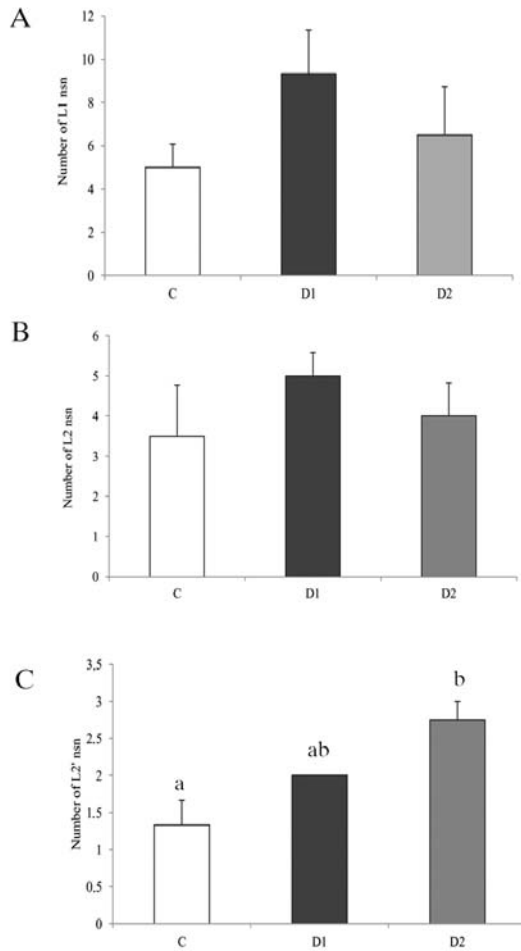 A
Number of L1 nsn
12
10
8
6
4
2
0
C D1 D2
B
Number of L2 nsn
6
5
4
3
2
1
0
C D1 D2
C
Number of L2' nsn
3,5
3
2.5
2
1.5
1
0.5
0
a
ab
b
C D1 D2